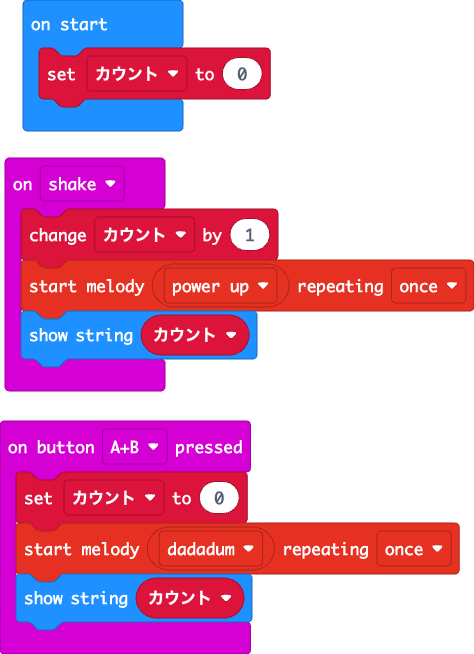 on start
set カウント to 0
on shake
change カウント by 1
start melody power up repeating once
show string カウント
on button A+B pressed
set カウント to 0
start melody dadadum repeating once
show string カウント